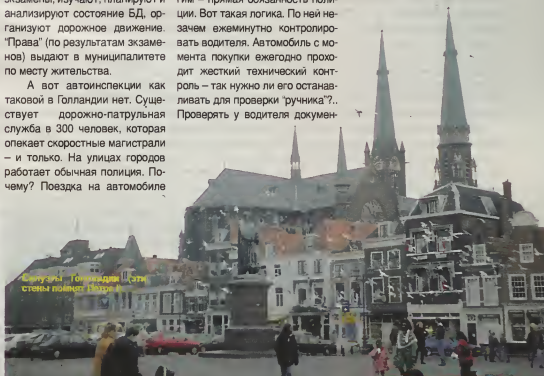 экзамены, изучают, планируют и
анализируют состояние БД, ор-
ганизуют дорожное движение.
"Права" (по результатам экзаме-
нов) выдают в муниципалитете
по месту жительства.
А вот автоинспекции как
таковой в Голландии нет. Суще-
ствует дорожно-патрульная
служба в 300 человек, которая
опекает скоростные магистрали
– и только. На улицах городов
работает обычная полиция. По-
чему? Поездка на автомобиле
гим – прямая обязанность поли-
ции. Вот такая логика. По ней не-
зачем ежеминутно контролиро-
вать водителя. Автомобиль с мо-
мента покупки ежегодно прохо-
дит жесткий технический конт-
роль – так нужно ли его останав-
ливать для проверки "ручника"?..
Проверять у водителя докумен-
(эти
стены помнят Петра